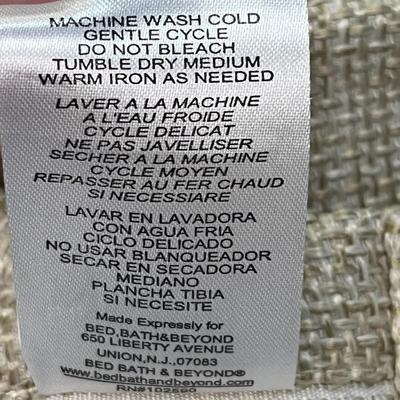 MACHINE WASH COLD
GENTLE CYCLE
DO NOT BLEACH
TUMBLE DRY MEDIUM
WARM IRON AS NEEDED
LAVER A LA MACHINE
A L'EAU FROIDE
CYCLE DELICAT
NE PAS JAVELLISER
SECHER A LA MACHINE
CYCLE MOYEN
REPASSER AU FER CHAUD
SI NECESSIARE
LAVAR EN LAVADORA
CON AGUA FRIA
CICLO DELICADO
NO USAR BLANQUEADOR
SECAR EN SECADORA
MEDIANO
PLANCHA TIBIA
SI NECESITE
Made Expressly for
BED,BATH&BEYOND
650 LIBERTY AVENUE
UNION,N.J.,07083
BED BATH & BEYOND®
www.bedbathandbeyond.com
RN#102590